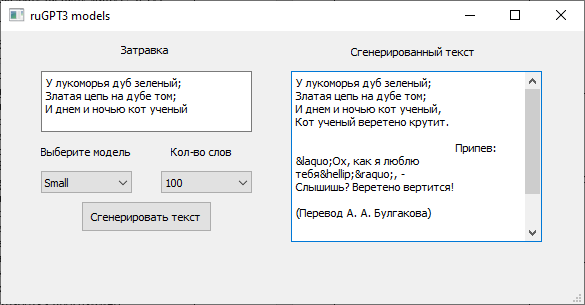 ruGPT3 models
Затравка
У лукоморья дуб зеленый;
Златая цепь на дубе том;
И днем и ночью кот ученый
Выберите модель
Кол-во слов
Small
100
Сгенерировать текст
Сгенерированный текст
У лукоморья дуб зеленый;
Златая цепь на дубе том;
И днем и ночью кот ученый,
Кот ученый веретено крутит.
Припев:
&laquo;Ох, как я люблю
тебя&hellip;&raquo;, -
Слышишь? Веретено вертится!
(Перевод А. А. Булгакова)